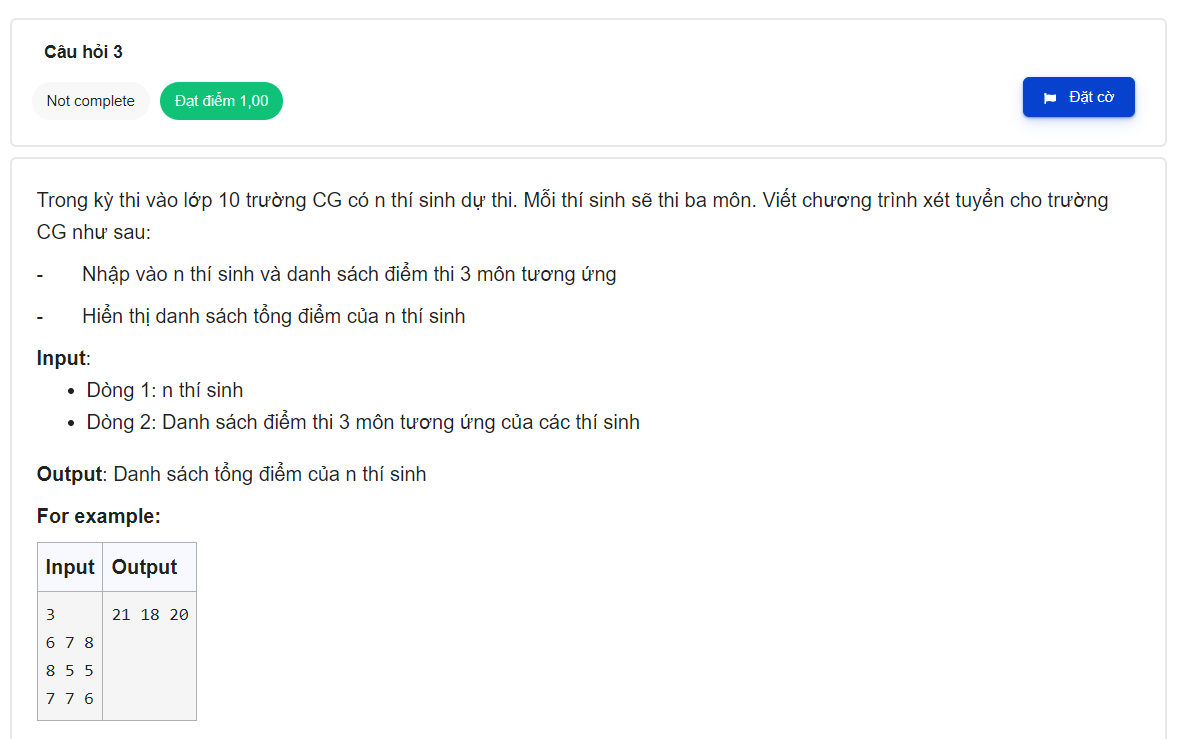 Câu hỏi 3
Not complete
Đạt điểm 1,00
Đặt cờ
Trong kỳ thi vào lớp 10 trường CG có n thí sinh dự thi. Mỗi thí sinh sẽ thi ba môn. Viết chương trình xét tuyển cho trường
CG như sau:
- Nhập vào n thí sinh và danh sách điểm thi 3 môn tương ứng
- Hiển thị danh sách tổng điểm của n thí sinh
Input:
• Dòng 1: n thí sinh
• Dòng 2: Danh sách điểm thi 3 môn tương ứng của các thí sinh
Output: Danh sách tổng điểm của n thí sinh
For example:
Input Output
3 21 18 20
6 7 8
8 5 5
7 7 6